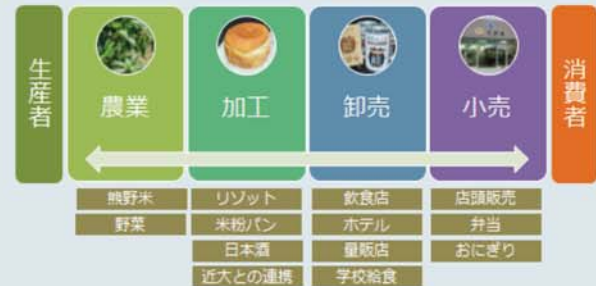 生産者
農業
加工
卸売
小売
消費者
熊野米
野菜
リゾット
米粉パン
日本酒
近大との連携
飲食店
ホテル
量販店
学校給食
店頭販売
弁当
おにぎり